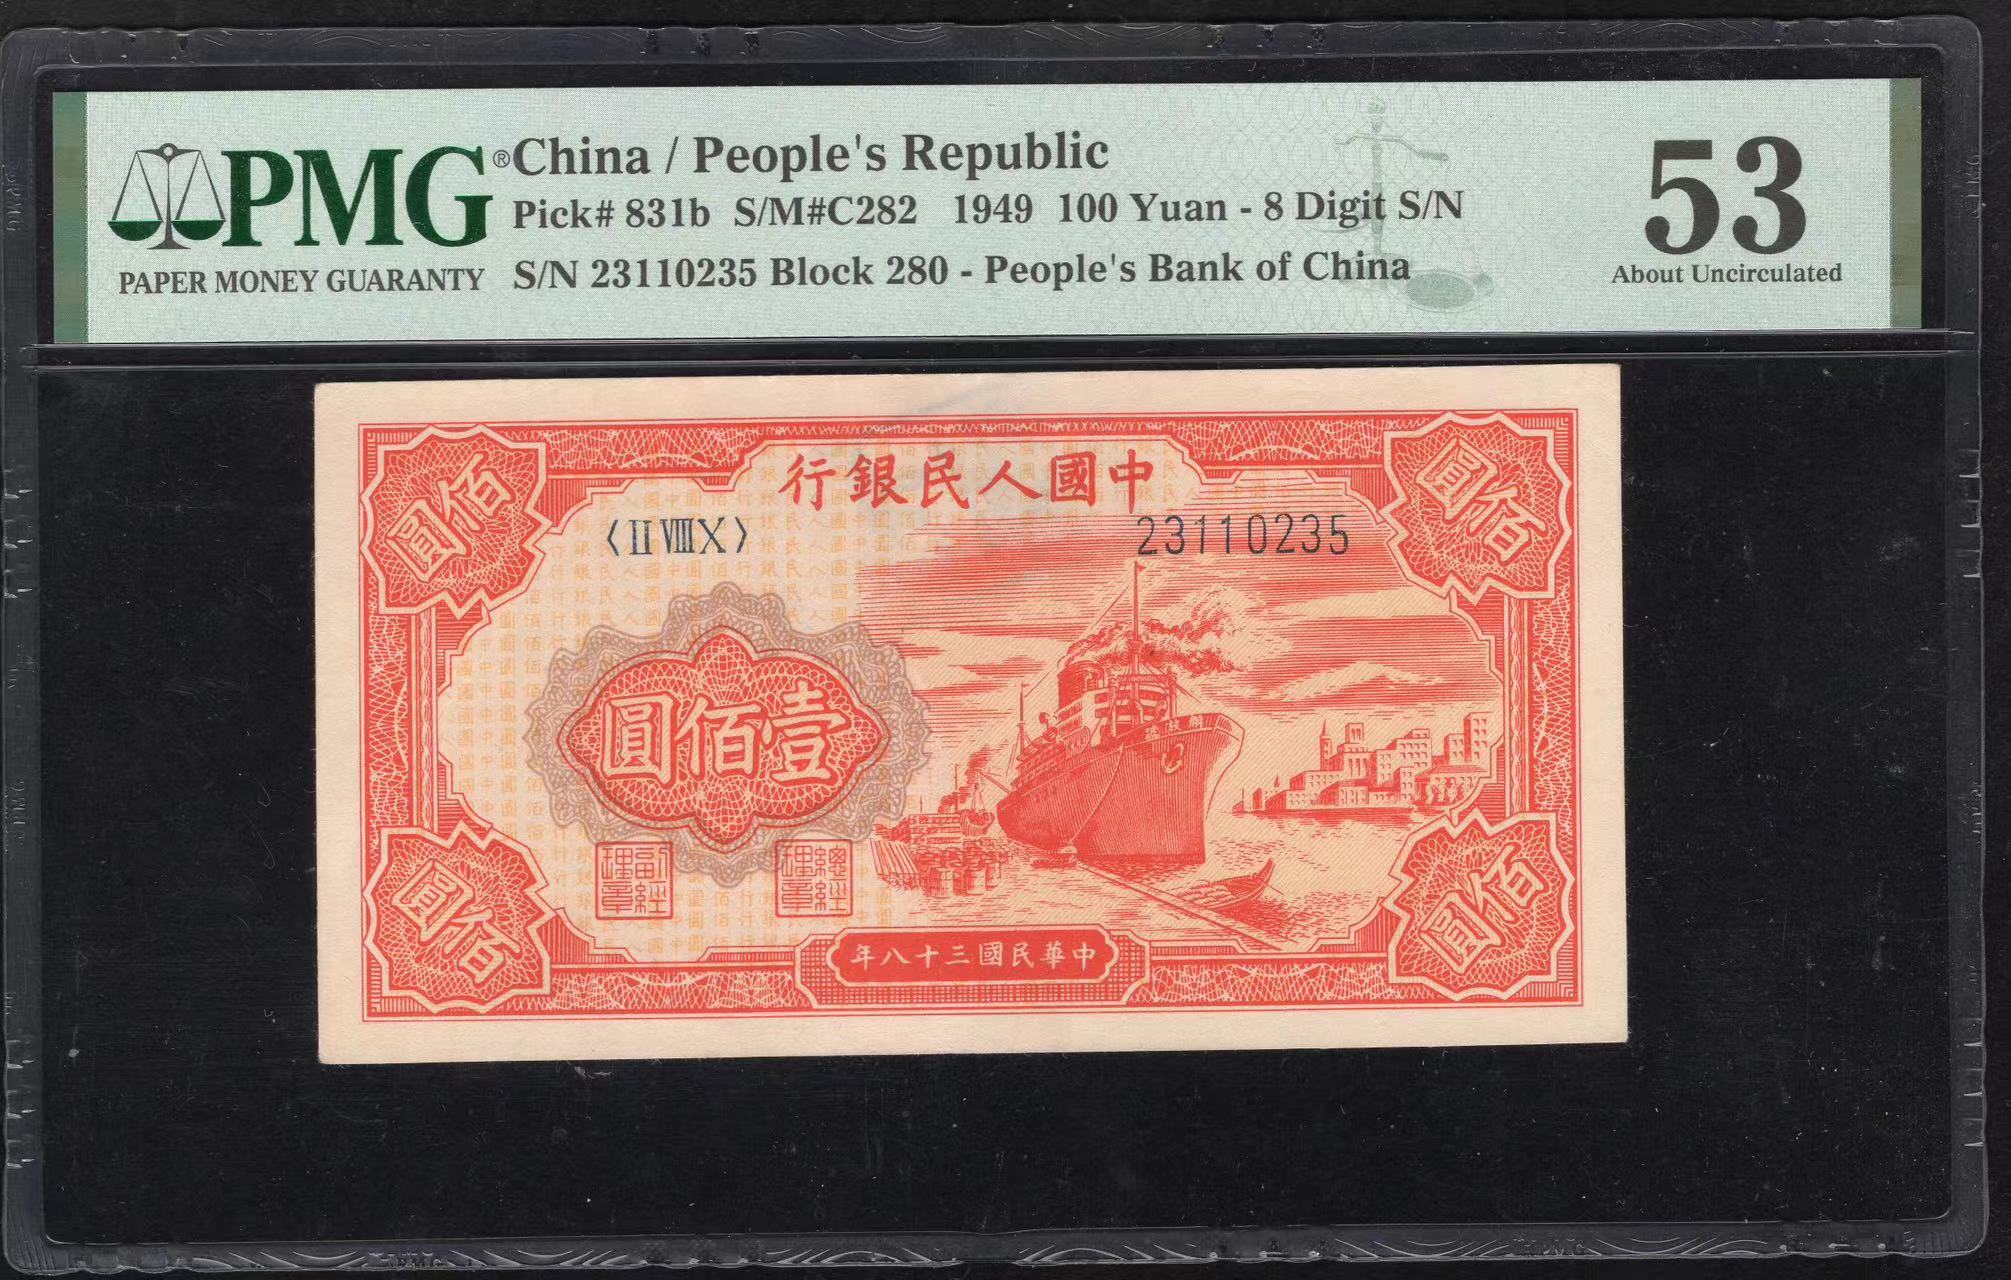 PMG® China / People's Republic
Pick# 831b S/M#C282 1949 100 Yuan - 8 Digit S/N
S/N 23110235 Block 280 - People's Bank of China
PAPER MONEY GUARANTY
53
About Uncirculated
行銀民人國中
〈II VIII X〉
23110235
圓佰
圓佰
圓佰壹
放解
理副
章經
理總
章經
圓佰
圓佰
年八十三國民華中